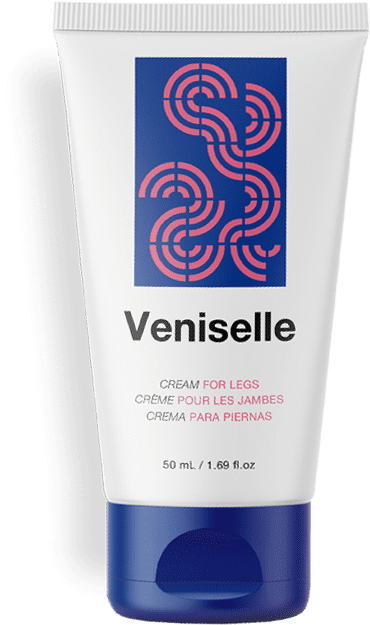 Veniselle
CREAM FOR LEGS
CRÈME POUR LES JAMBES
CREMA PARA PIERNAS
50 mL / 1.69 fl.oz